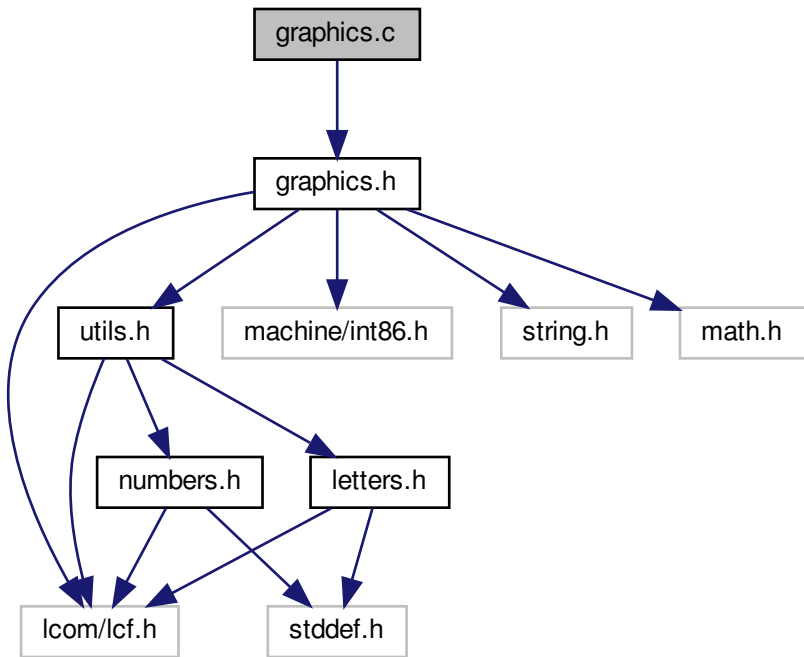 graphics.c
graphics.h
utils.h
machine/int86.h
string.h
math.h
numbers.h
letters.h
lcom/lcf.h
stddef.h